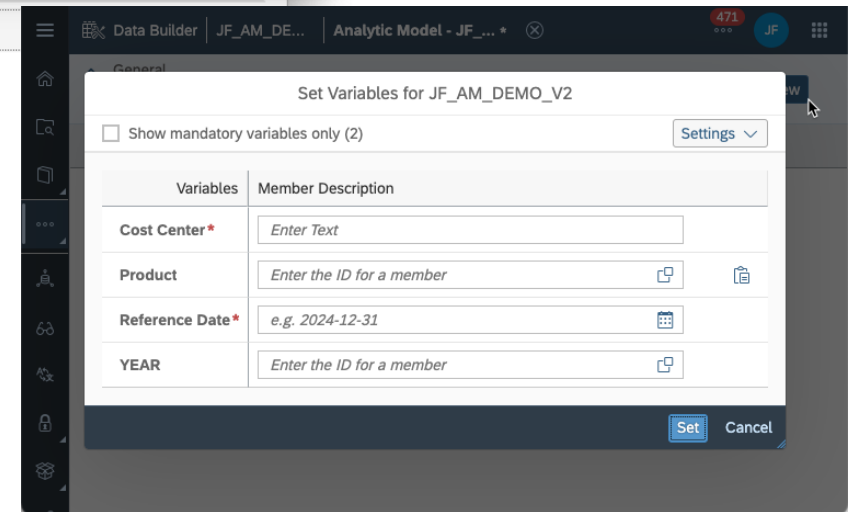 Data Builder JF_AM_DE... Analytic Model - JF_... *
471
JF
General
ew
Set Variables for JF_AM_DEMO_V2
Show mandatory variables only (2)
Settings
Variables Member Description
Cost Center* Enter Text
Product Enter the ID for a member
Reference Date* e.g. 2024-12-31
YEAR Enter the ID for a member
Set Cancel